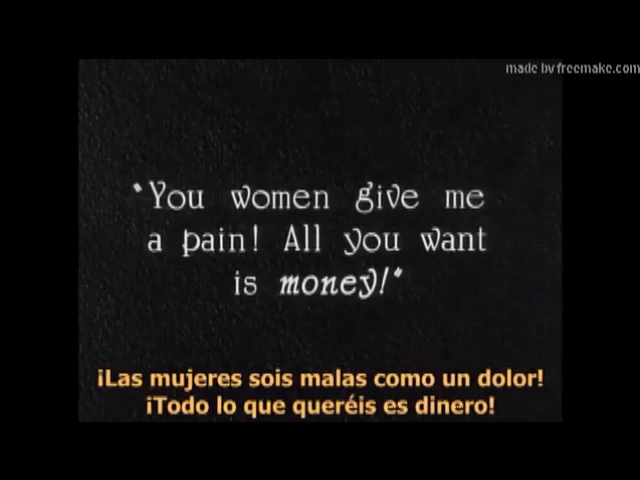 made by freemake.com
"You women give me
a pain! All you want
is money!"
¡Las mujeres sois malas como un dolor!
¡Todo lo que queréis es dinero!